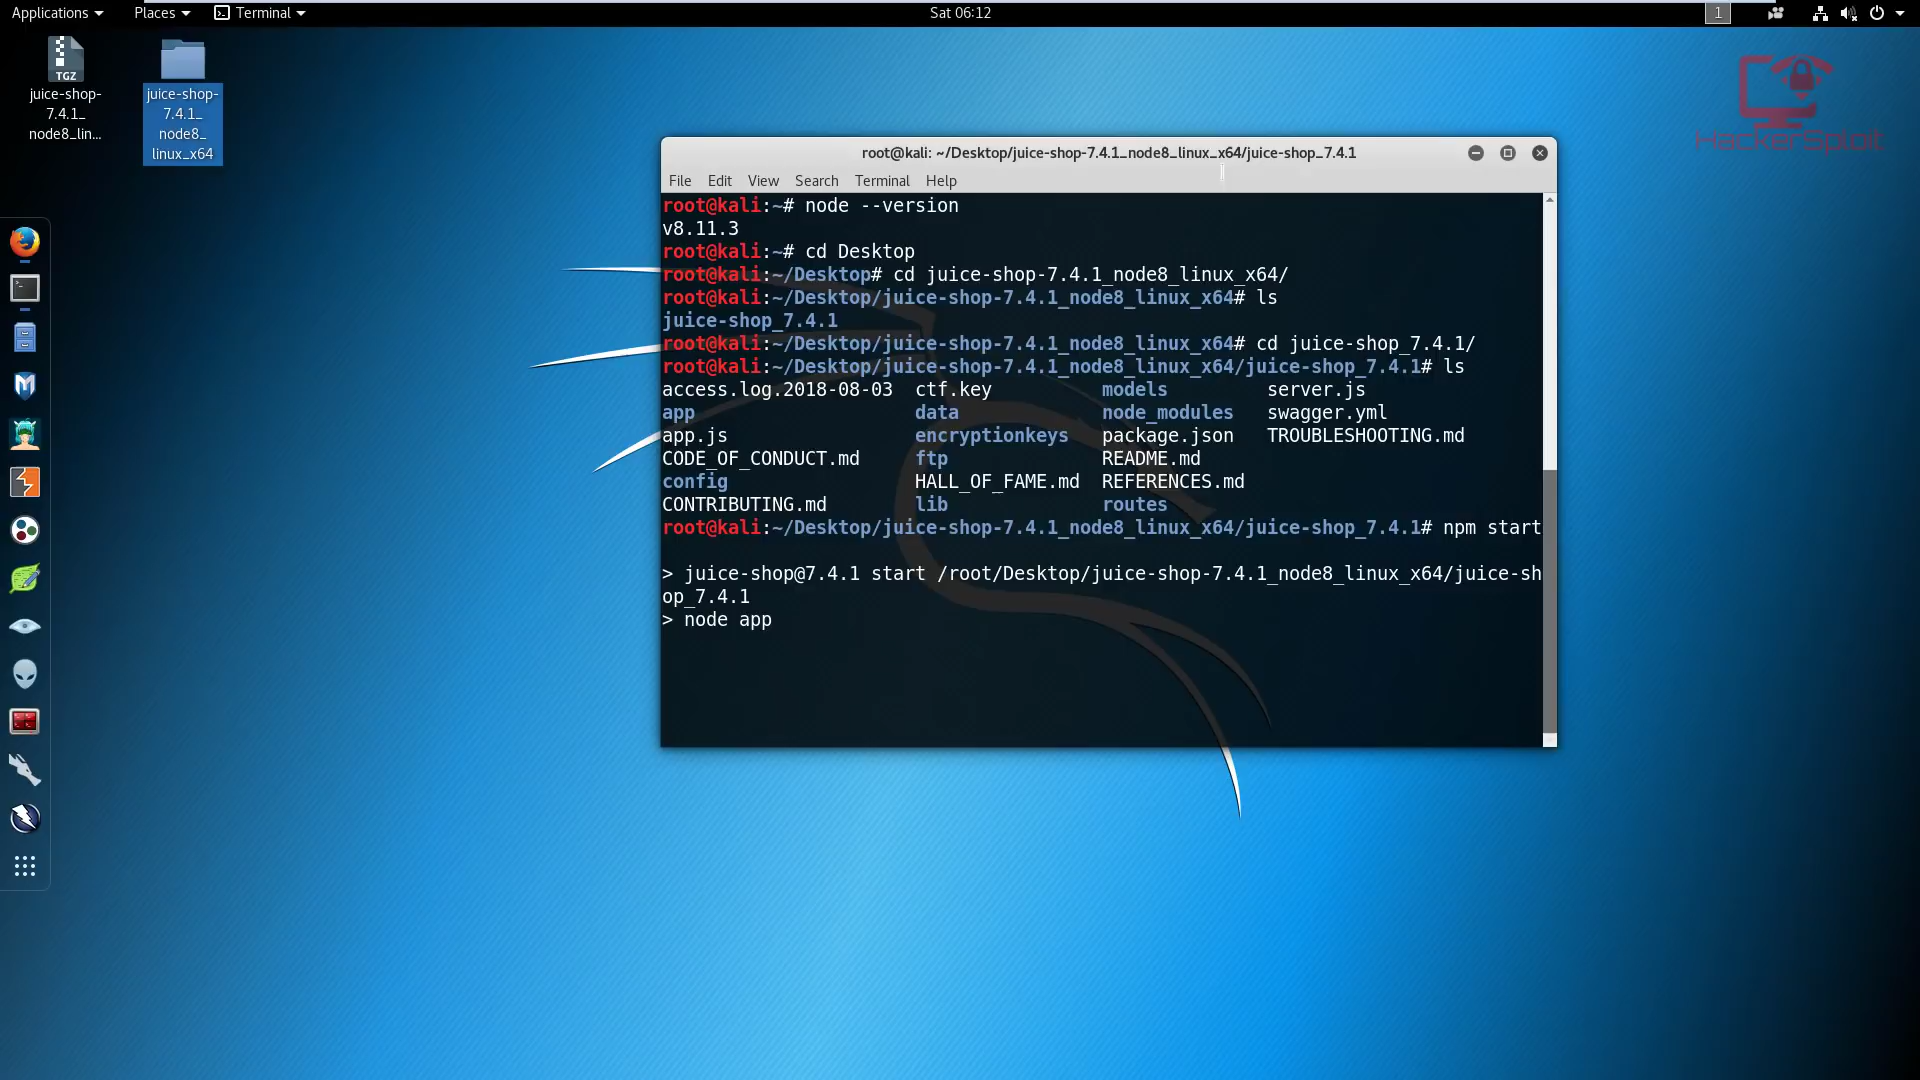 Applications Places Terminal Sat 06:12 1
TGZ
juice-shop-
7.4.1_
node8_lin...
juice-shop-
7.4.1_
node8_
linux_x64
HackerSploit
root@kali: ~/Desktop/juice-shop-7.4.1_node8_linux_x64/juice-shop_7.4.1
File Edit View Search Terminal Help
root@kali:~# node --version
v8.11.3
root@kali:~# cd Desktop
root@kali:~/Desktop# cd juice-shop-7.4.1_node8_linux_x64/
root@kali:~/Desktop/juice-shop-7.4.1_node8_linux_x64# ls
juice-shop_7.4.1
root@kali:~/Desktop/juice-shop-7.4.1_node8_linux_x64# cd juice-shop_7.4.1/
root@kali:~/Desktop/juice-shop-7.4.1_node8_linux_x64/juice-shop_7.4.1# ls
access.log.2018-08-03 ctf.key models server.js
app data node_modules swagger.yml
app.js encryptionkeys package.json TROUBLESHOOTING.md
CODE_OF_CONDUCT.md ftp README.md
config HALL_OF_FAME.md REFERENCES.md
CONTRIBUTING.md lib routes
root@kali:~/Desktop/juice-shop-7.4.1_node8_linux_x64/juice-shop_7.4.1# npm start
> juice-shop@7.4.1 start /root/Desktop/juice-shop-7.4.1_node8_linux_x64/juice-sh
op_7.4.1
> node app